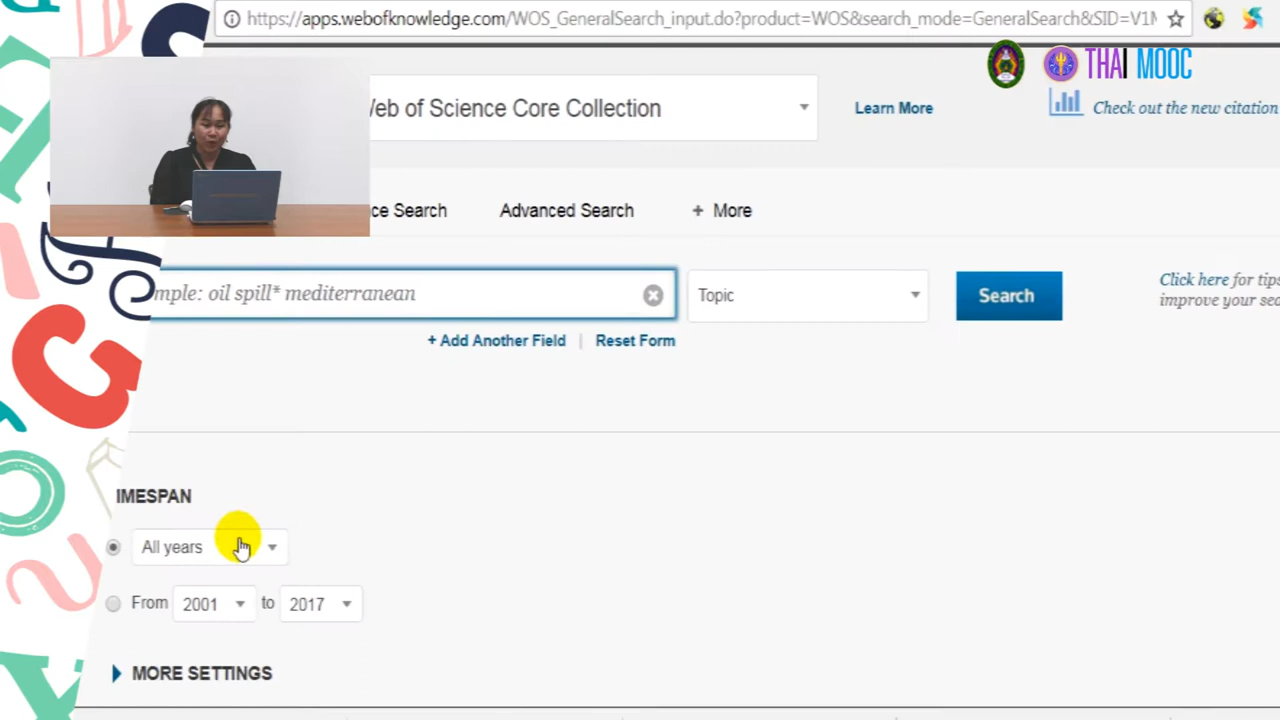 https://apps.webofknowledge.com/WOS_GeneralSearch_input.do?product=WOS&search_mode=GeneralSearch&SID=V1M
THAI MOOC
Web of Science Core Collection
Learn More
Check out the new citation
ce Search
Advanced Search
+ More
mple: oil spill* mediterranean
Topic
Search
Click here for tips
improve your sea
+ Add Another Field | Reset Form
IMESPAN
All years
From 2001 to 2017
MORE SETTINGS